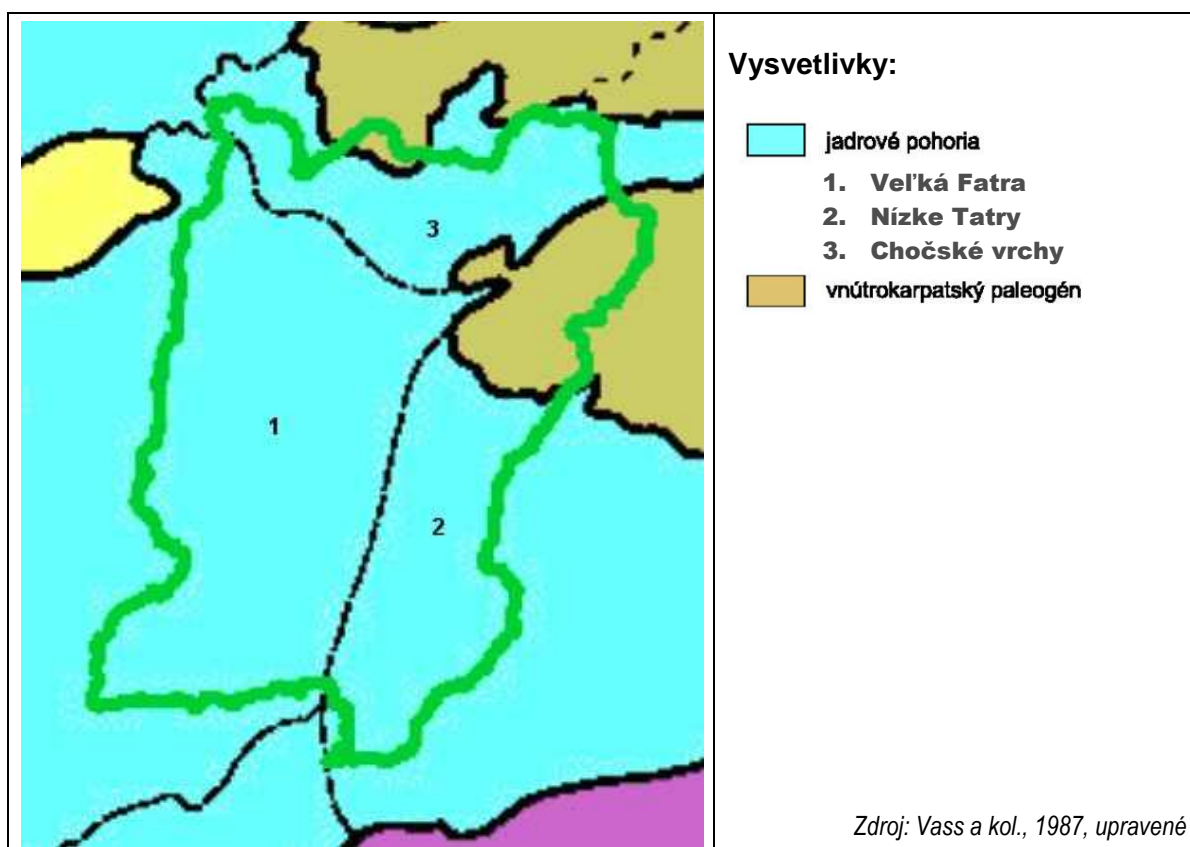 3
1
2
Vysvetlivky:
jadrové pohoria
1. Veľká Fatra
2. Nízke Tatry
3. Chočské vrchy
vnútrokarpatský paleogén
Zdroj: Vass a kol., 1987, upravené